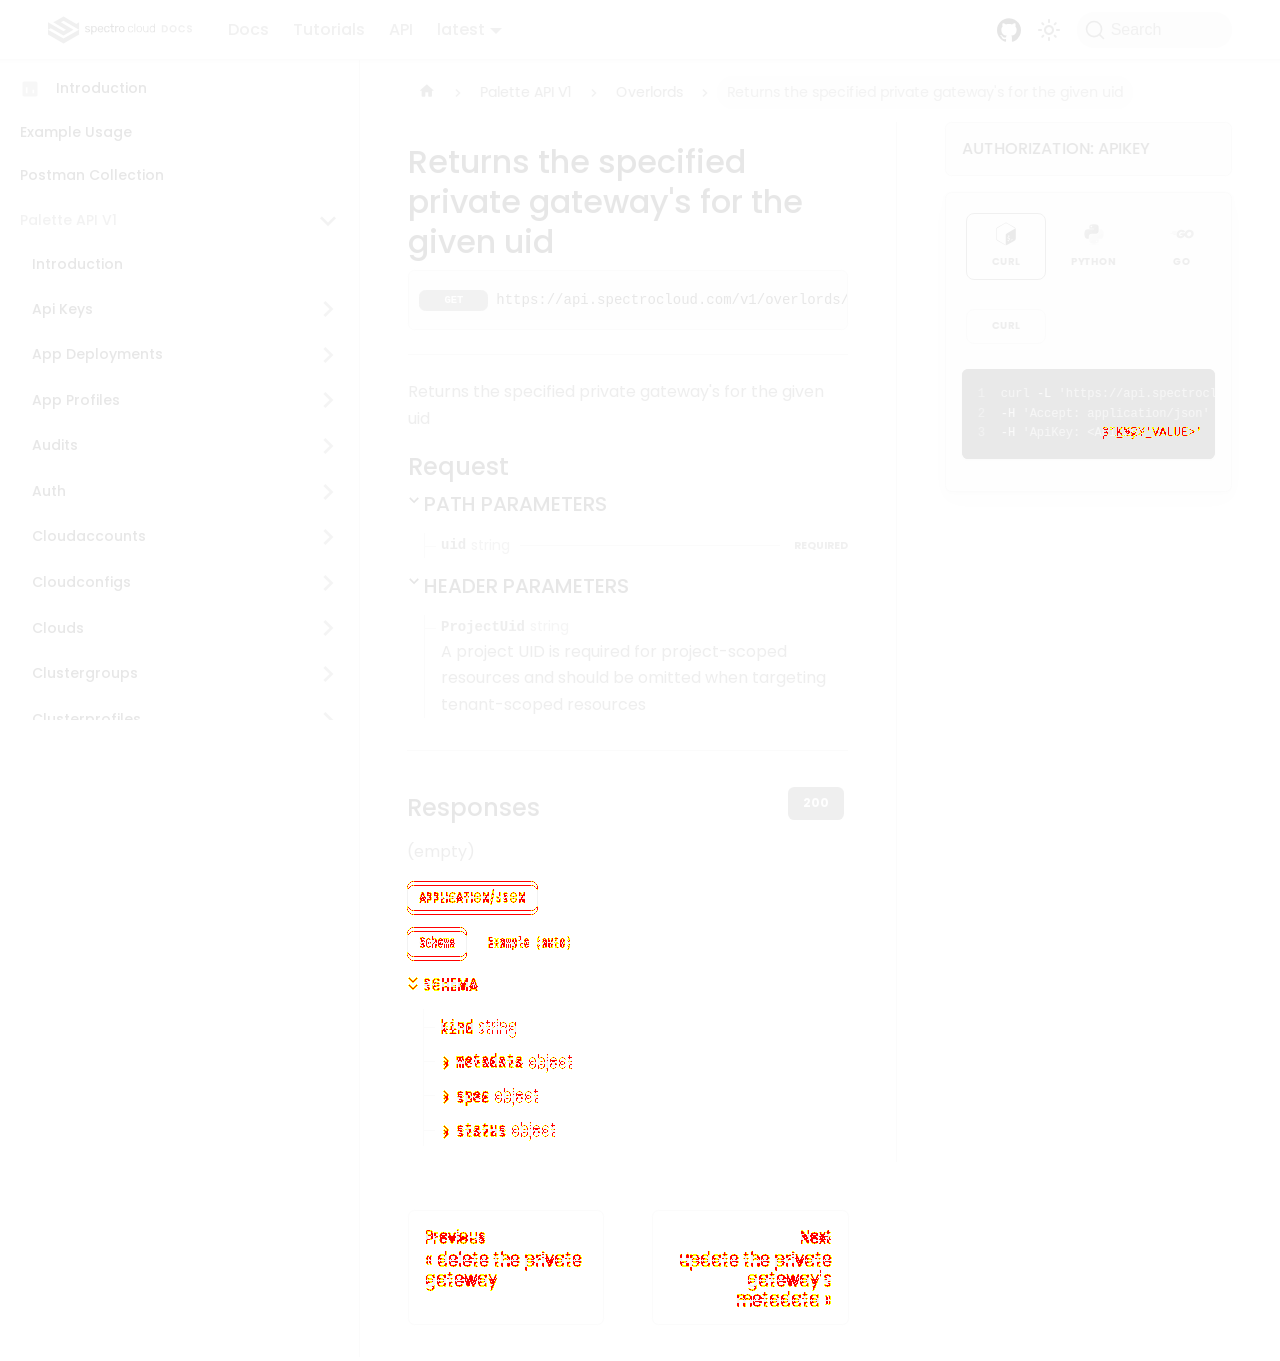 spectro cloud DOCS
Docs Tutorials API latest
Search
Introduction
Example Usage
Postman Collection
Palette API V1
Introduction
Api Keys
App Deployments
App Profiles
Audits
Auth
Cloudaccounts
Cloudconfigs
Clouds
Clustergroups
Clusterprofiles
Palette API V1 Overlords Returns the specified private gateway's for the given uid
Returns the specified
private gateway's for the
given uid
GET https://api.spectrocloud.com/v1/overlords/
Returns the specified private gateway's for the given
uid
Request
PATH PARAMETERS
uid string REQUIRED
HEADER PARAMETERS
ProjectUid string
A project UID is required for project-scoped
resources and should be omitted when targeting
tenant-scoped resources
Responses
200
(empty)
APPLICATION/JSON
Schema Example (auto)
SCHEMA
kind string
metadata object
spec object
status object
Previous
« delete the private
gateway
Next
update the private
gateway's
metadata »
AUTHORIZATION: APIKEY
CURL PYTHON GO
CURL
1 curl -L 'https://api.spectrocl
2 -H 'Accept: application/json'
3 -H 'ApiKey: VALUE>'